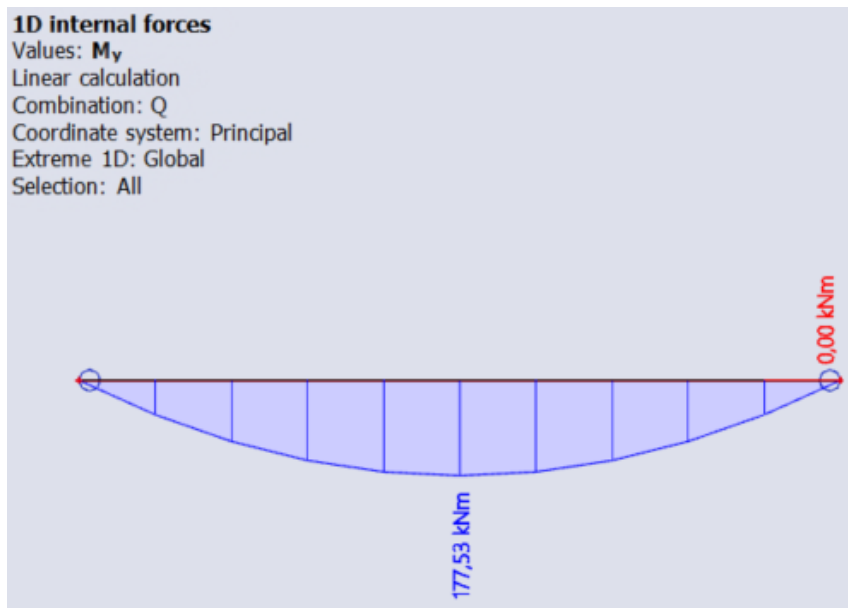 1D internal forces
Values: My
Linear calculation
Combination: Q
Coordinate system: Principal
Extreme 1D: Global
Selection: All
0,00 kNm
177,53 kNm